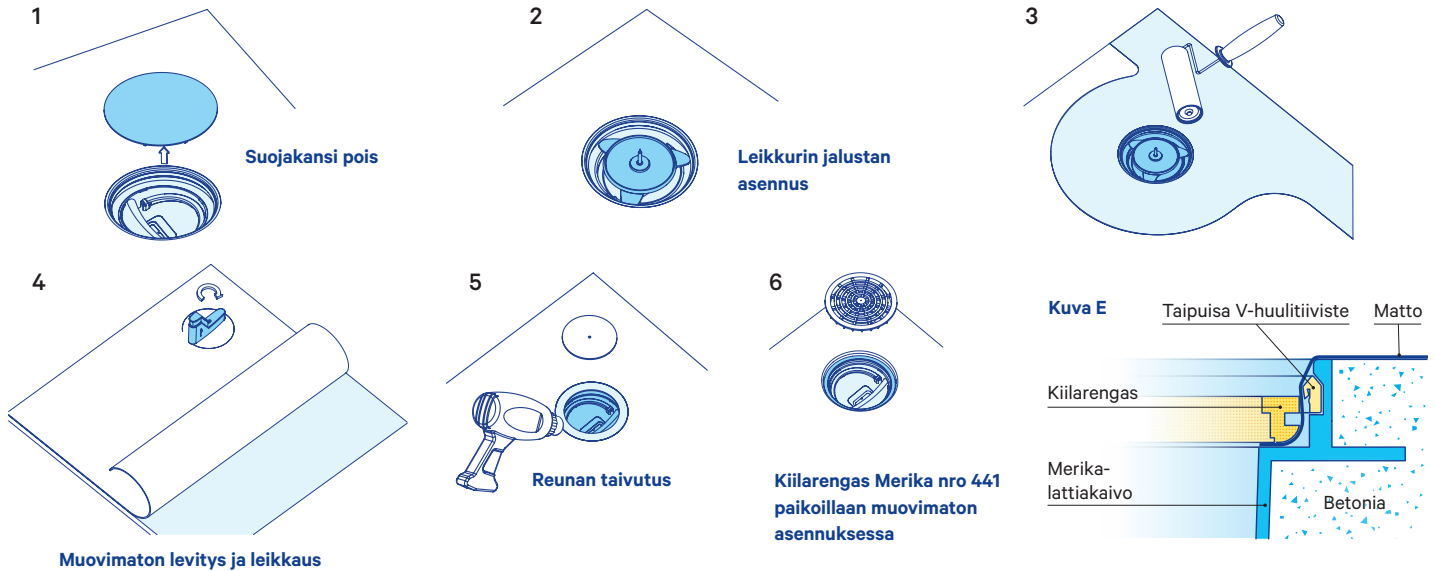 1
Suojakansi pois
2
Leikkurin jalustan
asennus
3
4
Muovimaton levitys ja leikkaus
5
Reunan taivutus
6
Kiilarengas Merika nro 441
paikoillaan muovimaton
asennuksessa
Kuva E
Taipuisa V-huulitiiviste
Matto
Kiilarengas
Merika-
lattiakaivo
Betonia